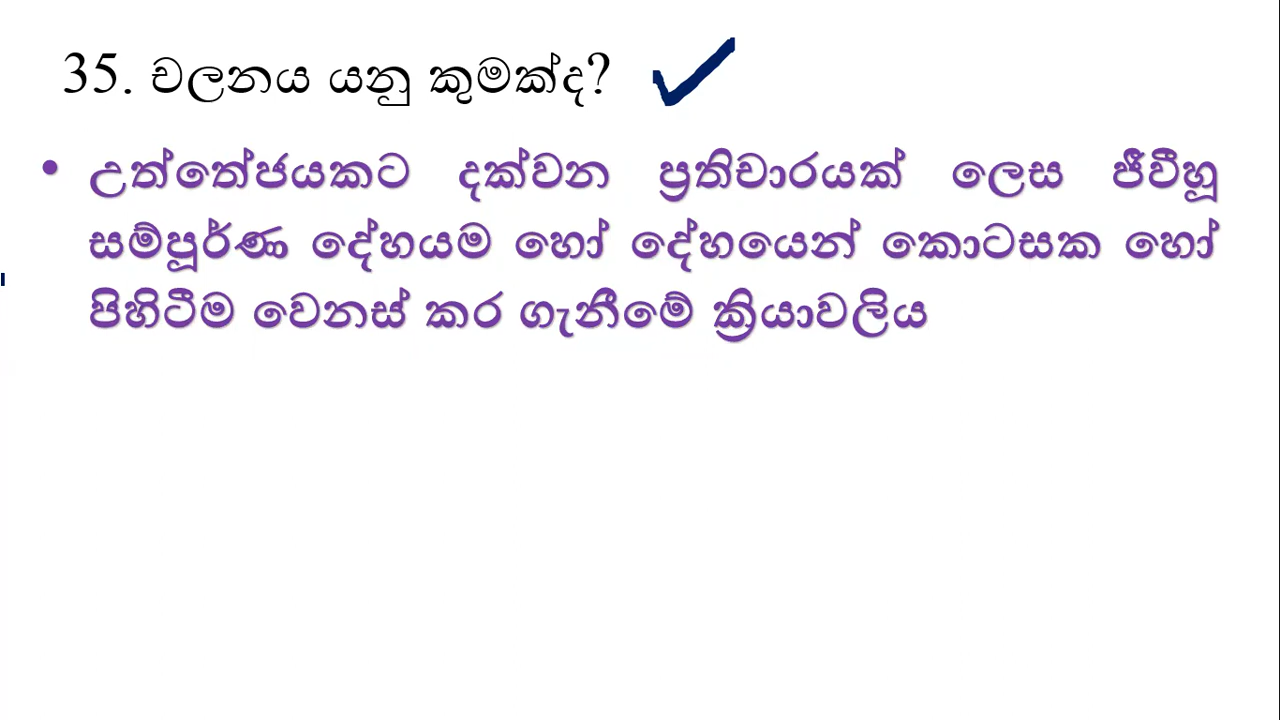 35. චලනය යනු කුමක්ද?
• උත්තේජයකට දක්වන ප්‍රතිචාරයක් ලෙස ජීවීහූ
සම්පූර්ණ දේහයම හෝ දේහයෙන් කොටසක හෝ
පිහිටීම වෙනස් කර ගැනීමේ ක්‍රියාවලිය